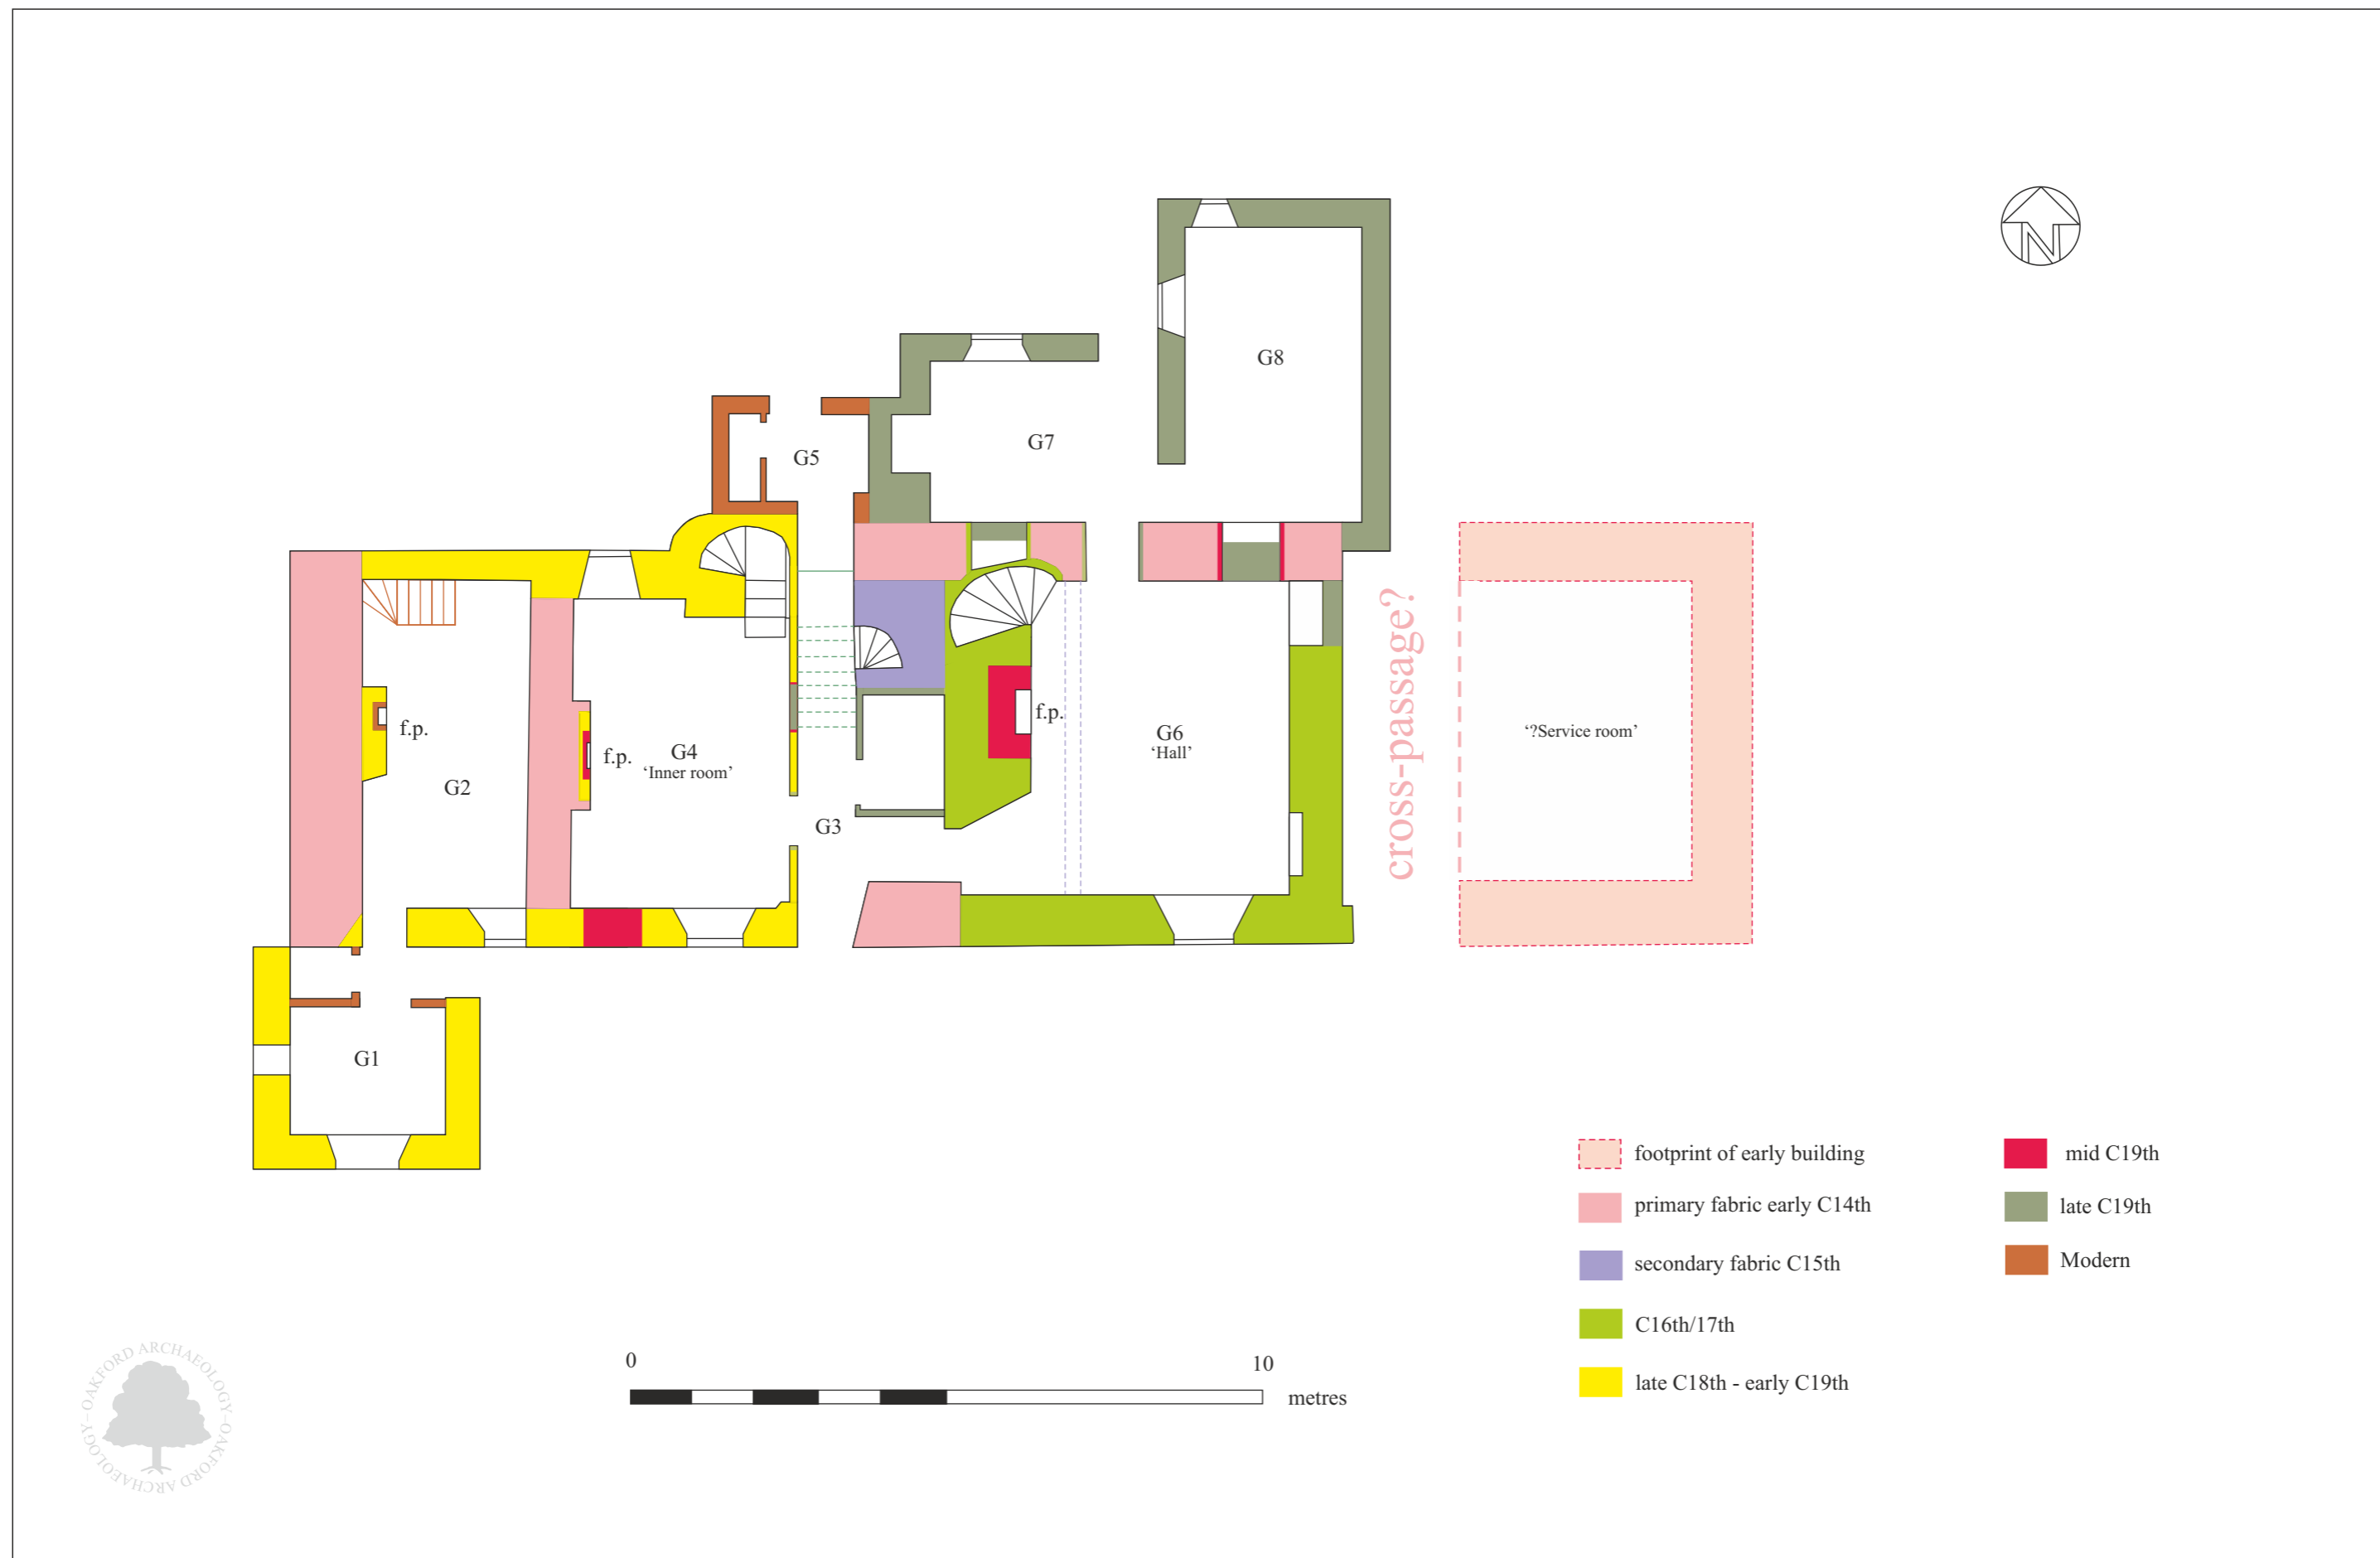 N
G8
G7
G5
cross-passage?
f.p.
f.p.
f.p.
G6
‘Hall’
‘?Service room’
G4
‘Inner room’
G2
G3
G1
footprint of early building
primary fabric early C14th
secondary fabric C15th
C16th/17th
late C18th - early C19th
mid C19th
late C19th
Modern
0
10
metres
OAKFORD ARCHAEOLOGY-OAKFORD ARCHAEOLOGY-